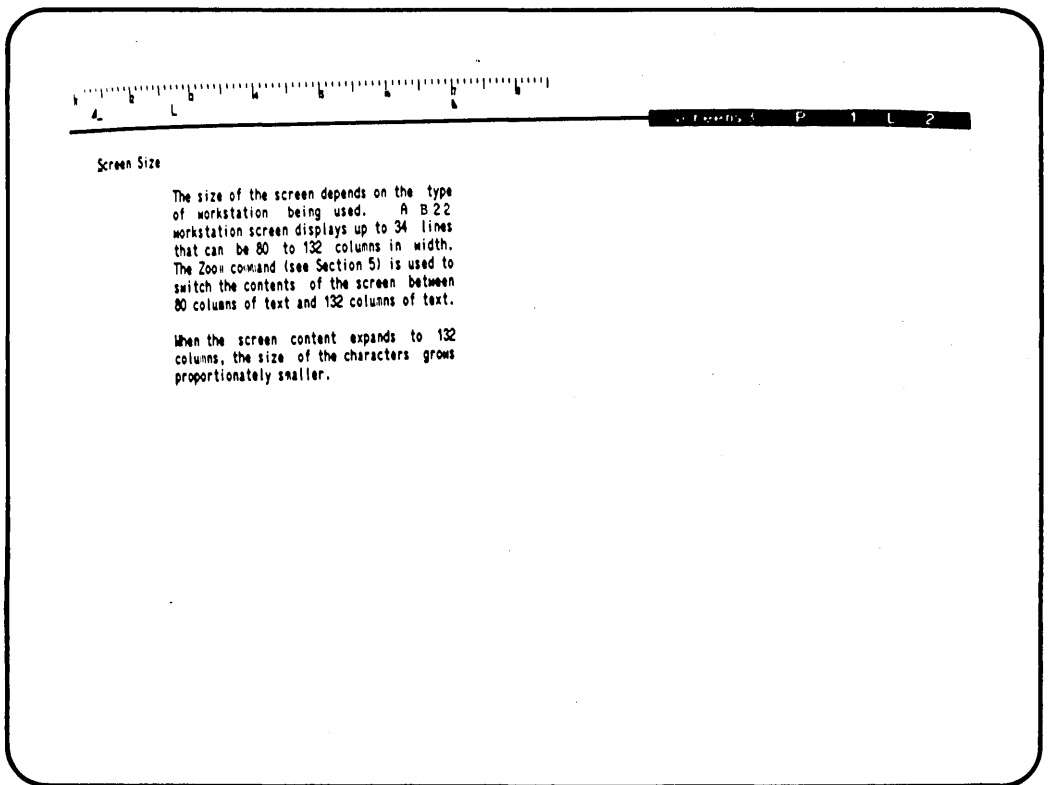 L
P 1 L 2
Screen Size
The size of the screen depends on the type
of workstation being used. A B22
workstation screen displays up to 34 lines
that can be 80 to 132 columns in width.
The Zoom command (see Section 5) is used to
switch the contents of the screen between
80 columns of text and 132 columns of text.
When the screen content expands to 132
columns, the size of the characters grows
proportionately smaller.